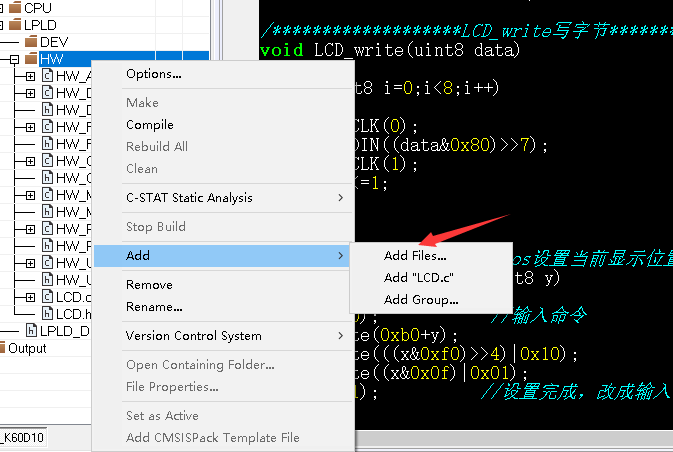 CPU
LPLD
DEV
HW
HW_A
HW_D
HW_D
HW_F
HW_F
HW_G
HW_I
HW_M
HW_M
HW_P
HW_P
HW_U
HW_U
LCD.c
LCD.h
LPLD_D
Output
_K60D10
Options...
Make
Compile
Rebuild All
Clean
C-STAT Static Analysis
Stop Build
Add
Remove
Rename...
Version Control System
Open Containing Folder...
File Properties...
Set as Active
Add CMSISPack Template File
Add Files...
Add "LCD.c"
Add Group...
/*******************LCD_write写字节********
void LCD_write(uint8 data)
t8 i=0;i<8;i++)
CLK(0);
DIN((data&0x80)>>7);
CLK(1);
<=1;
os设置当前显示位置
t8 y)
); //输入命令
te(0xb0+y);
te(((x&0xf0)>>4)|0x10);
te((x&0x0f)|0x01);
); //设置完成，改成输入